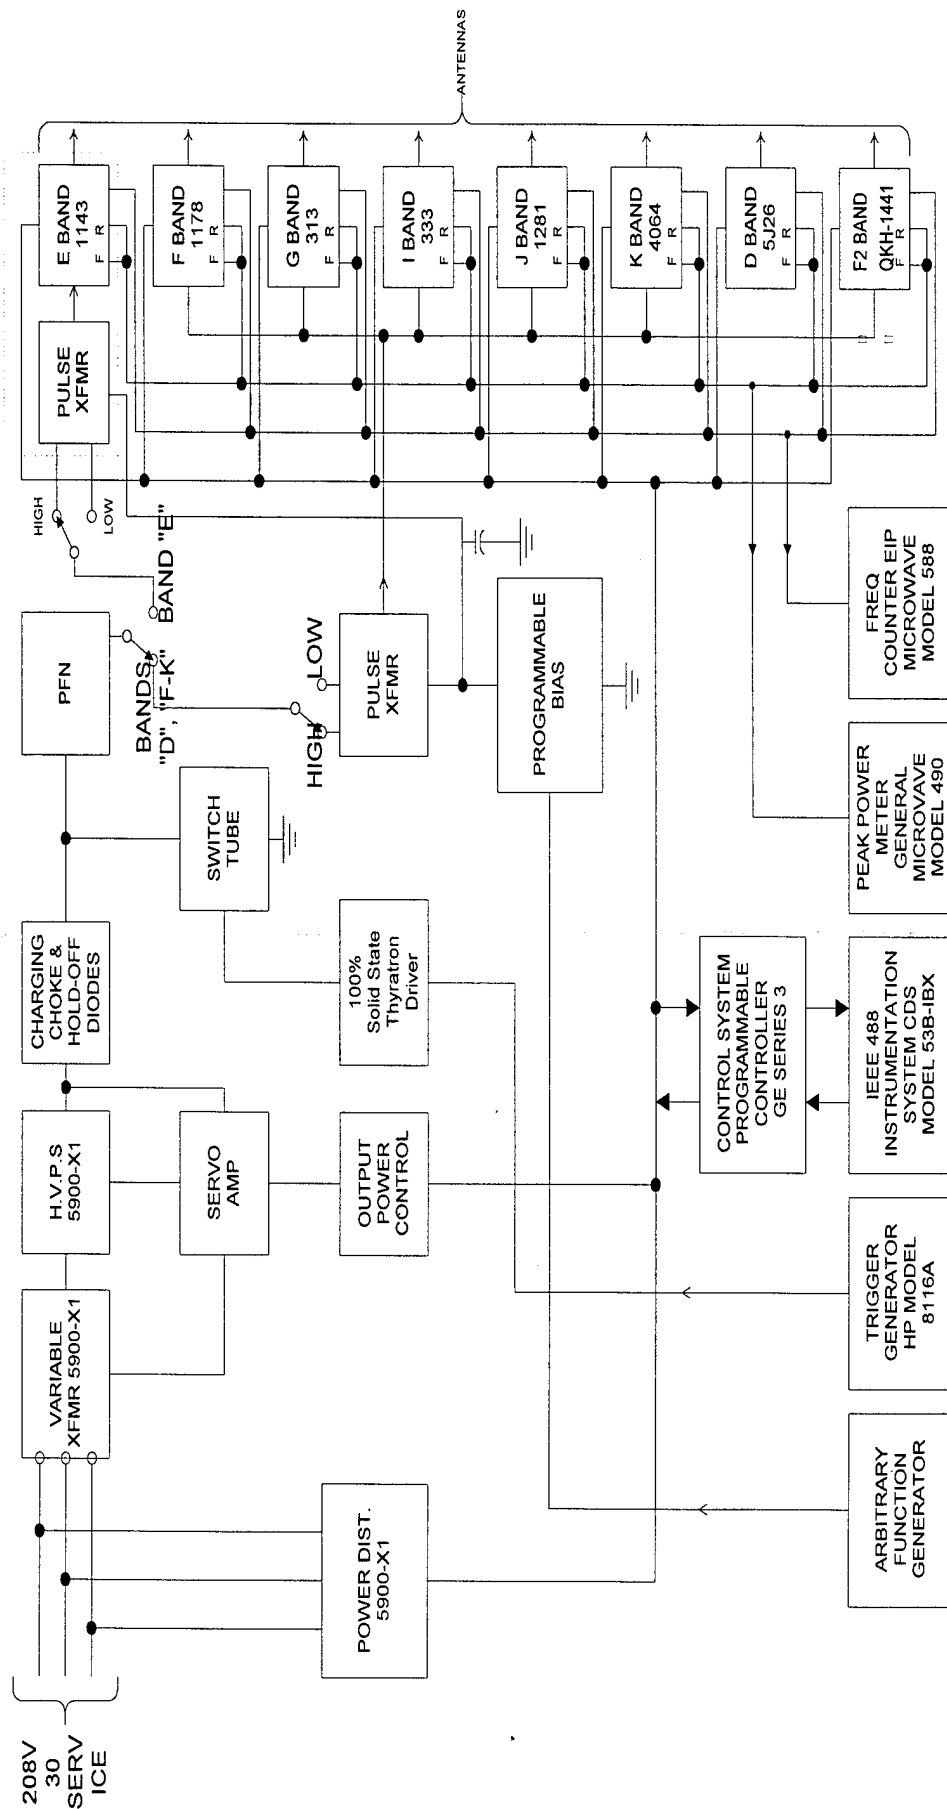 208V
30
SERV
ICE
VARIABLE
XFMR 5900-X1
H.V.P.S
5900-X1
CHARGING
CHOKE &
HOLD-OFF
DIODES
PFN
HIGH
LOW
PULSE
XFMR
E BAND
1143
F R
ANTENNAS
BANDS
"D", "F-K"
BAND "E"
POWER DIST.
5900-X1
SERVO
AMP
SWITCH
TUBE
OUTPUT
POWER
CONTROL
100%
Solid State
Thyratron
Driver
HIGH
LOW
PULSE
XFMR
PROGRAMMABLE
BIAS
F BAND
1178
F R
G BAND
313
F R
I BAND
333
F R
J BAND
1281
F R
K BAND
4064
F R
D BAND
5J26
F R
F2 BAND
QKH-1441
F R
CONTROL SYSTEM
PROGRAMMABLE
CONTROLLER
GE SERIES 3
ARBITRARY
FUNCTION
GENERATOR
TRIGGER
GENERATOR
HP MODEL
8116A
IEEE 488
INSTRUMENTATION
SYSTEM CDS
MODEL 53B-IBX
PEAK POWER
METER
GENERAL
MICROVAVE
MODEL 490
FREQ
COUNTER EIP
MICROWAVE
MODEL 588